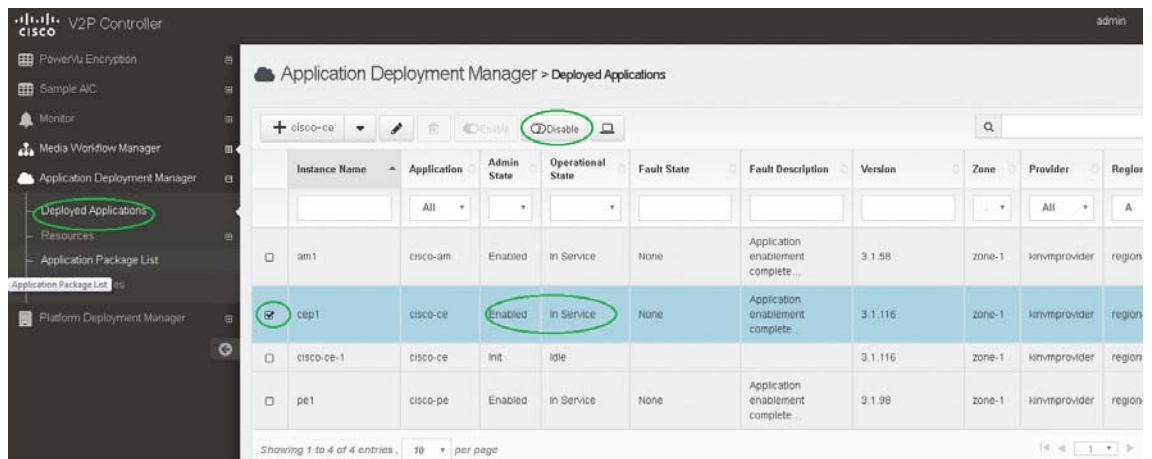 cisco V2P Controller
admin
PowerVu Encryption
Sample AIC
Monitor
Media Workflow Manager
Application Deployment Manager
Deployed Applications
Resources
Application Package List
Application Package List es
Platform Deployment Manager
Application Deployment Manager > Deployed Applications
cisco-ce Enable Disable
Instance Name Application Admin State Operational State Fault State Fault Description Version Zone Provider Region
All All A
am1 cisco-am Enabled In Service None Application enablement complete... 3.1.58 zone-1 kinvmprovider region
cep1 cisco-ce Enabled In Service None Application enablement complete... 3.1.116 zone-1 kinvmprovider region
cisco-ce-1 cisco-ce Init Idle 3.1.116 zone-1 kinvmprovider region
pe1 cisco-pe Enabled In Service None Application enablement complete... 3.1.98 zone-1 kinvmprovider region-
Showing 1 to 4 of 4 entries , 10 per page 1